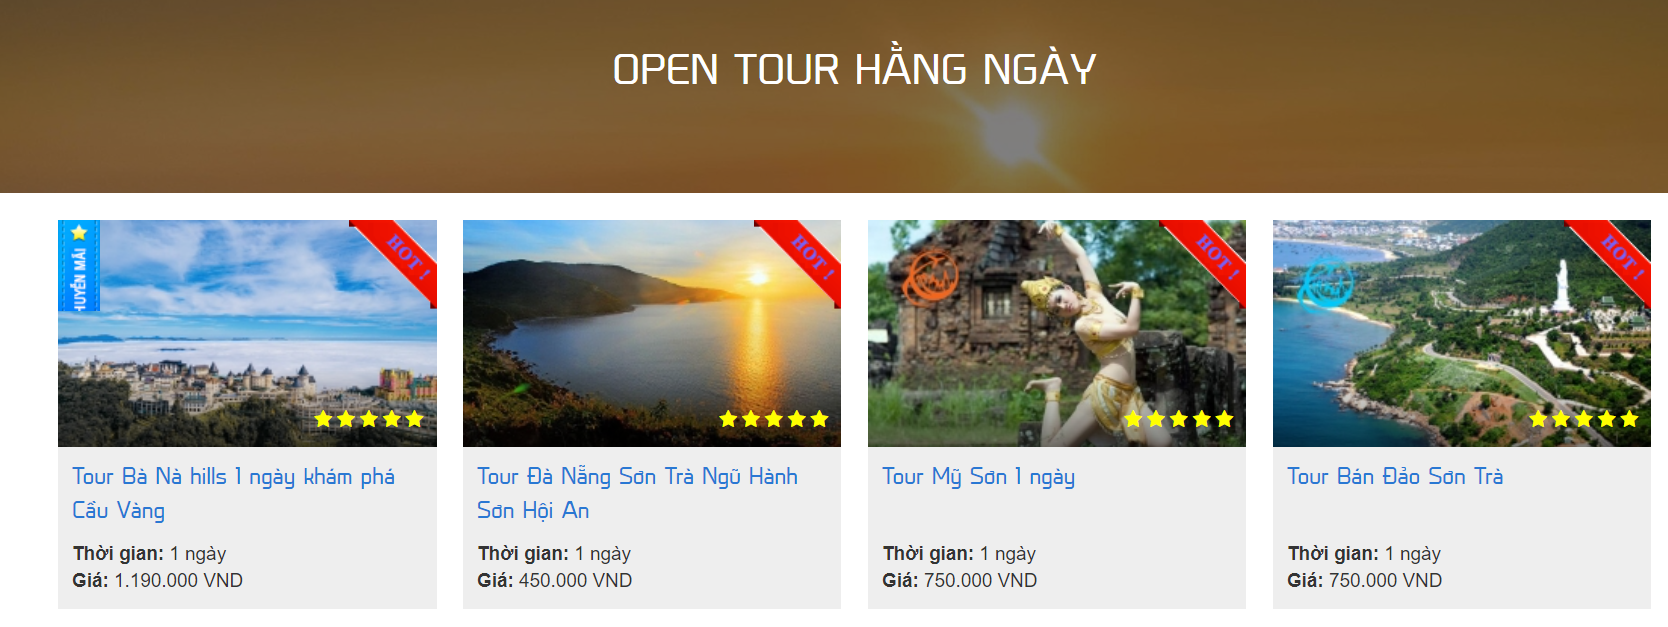 OPEN TOUR HẰNG NGÀY
HOT !
HOT !
HOT !
HOT !
Tour Bà Nà hills 1 ngày khám phá
Cầu Vàng
Thời gian: 1 ngày
Giá: 1.190.000 VND
Tour Đà Nẵng Sơn Trà Ngũ Hành
Sơn Hội An
Thời gian: 1 ngày
Giá: 450.000 VND
Tour Mỹ Sơn 1 ngày
Thời gian: 1 ngày
Giá: 750.000 VND
Tour Bán Đảo Sơn Trà
Thời gian: 1 ngày
Giá: 750.000 VND